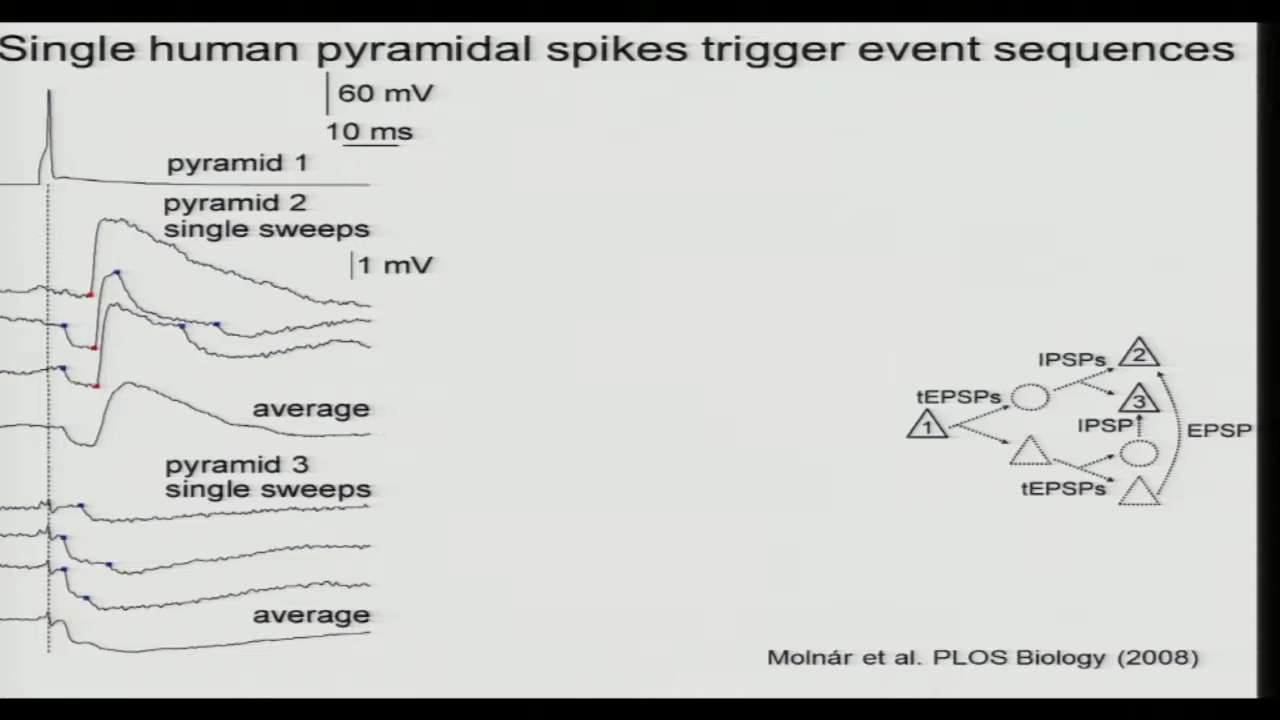 Single human pyramidal spikes trigger event sequences
60 mV
10 ms
pyramid 1
pyramid 2
single sweeps
1 mV
average
pyramid 3
single sweeps
average
IPSPs
2
tEPSPs
3
1
IPSP
EPSP
tEPSPs
Molnár et al. PLOS Biology (2008)